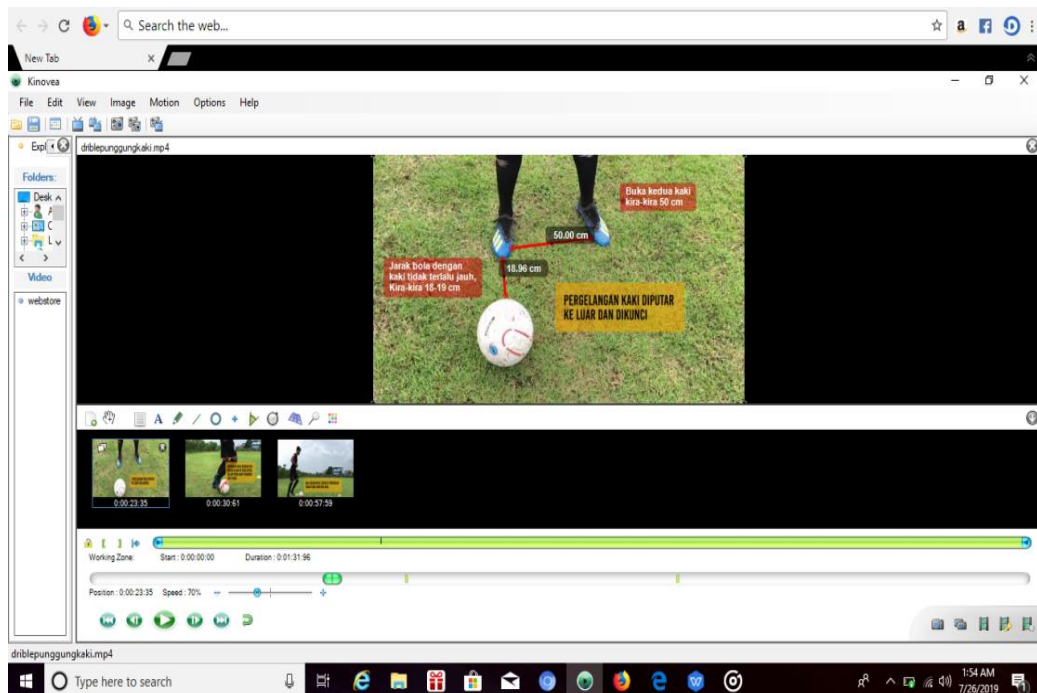 Search the web...
New Tab
Kinovea
File Edit View Image Motion Options Help
Expl
driblepunggungkaki.mp4
Folders:
Desk
C
L
Video
webstore
Buka kedua kaki
kira-kira 50 cm
50.00 cm
Jarak bola dengan
kaki tidak terlalu jauh,
Kira-kira 18-19 cm
18.96 cm
PERGELANGAN KAKI DIPUTAR
KE LUAR DAN DIKUNCI
0:00:23:35
0:00:30:61
0:00:57:59
Working Zone: Start : 0:00:00:00 Duration : 0:01:31:96
Position : 0:00:23:35 Speed : 70%
driblepunggungkaki.mp4
Type here to search
1:54 AM
7/26/2019